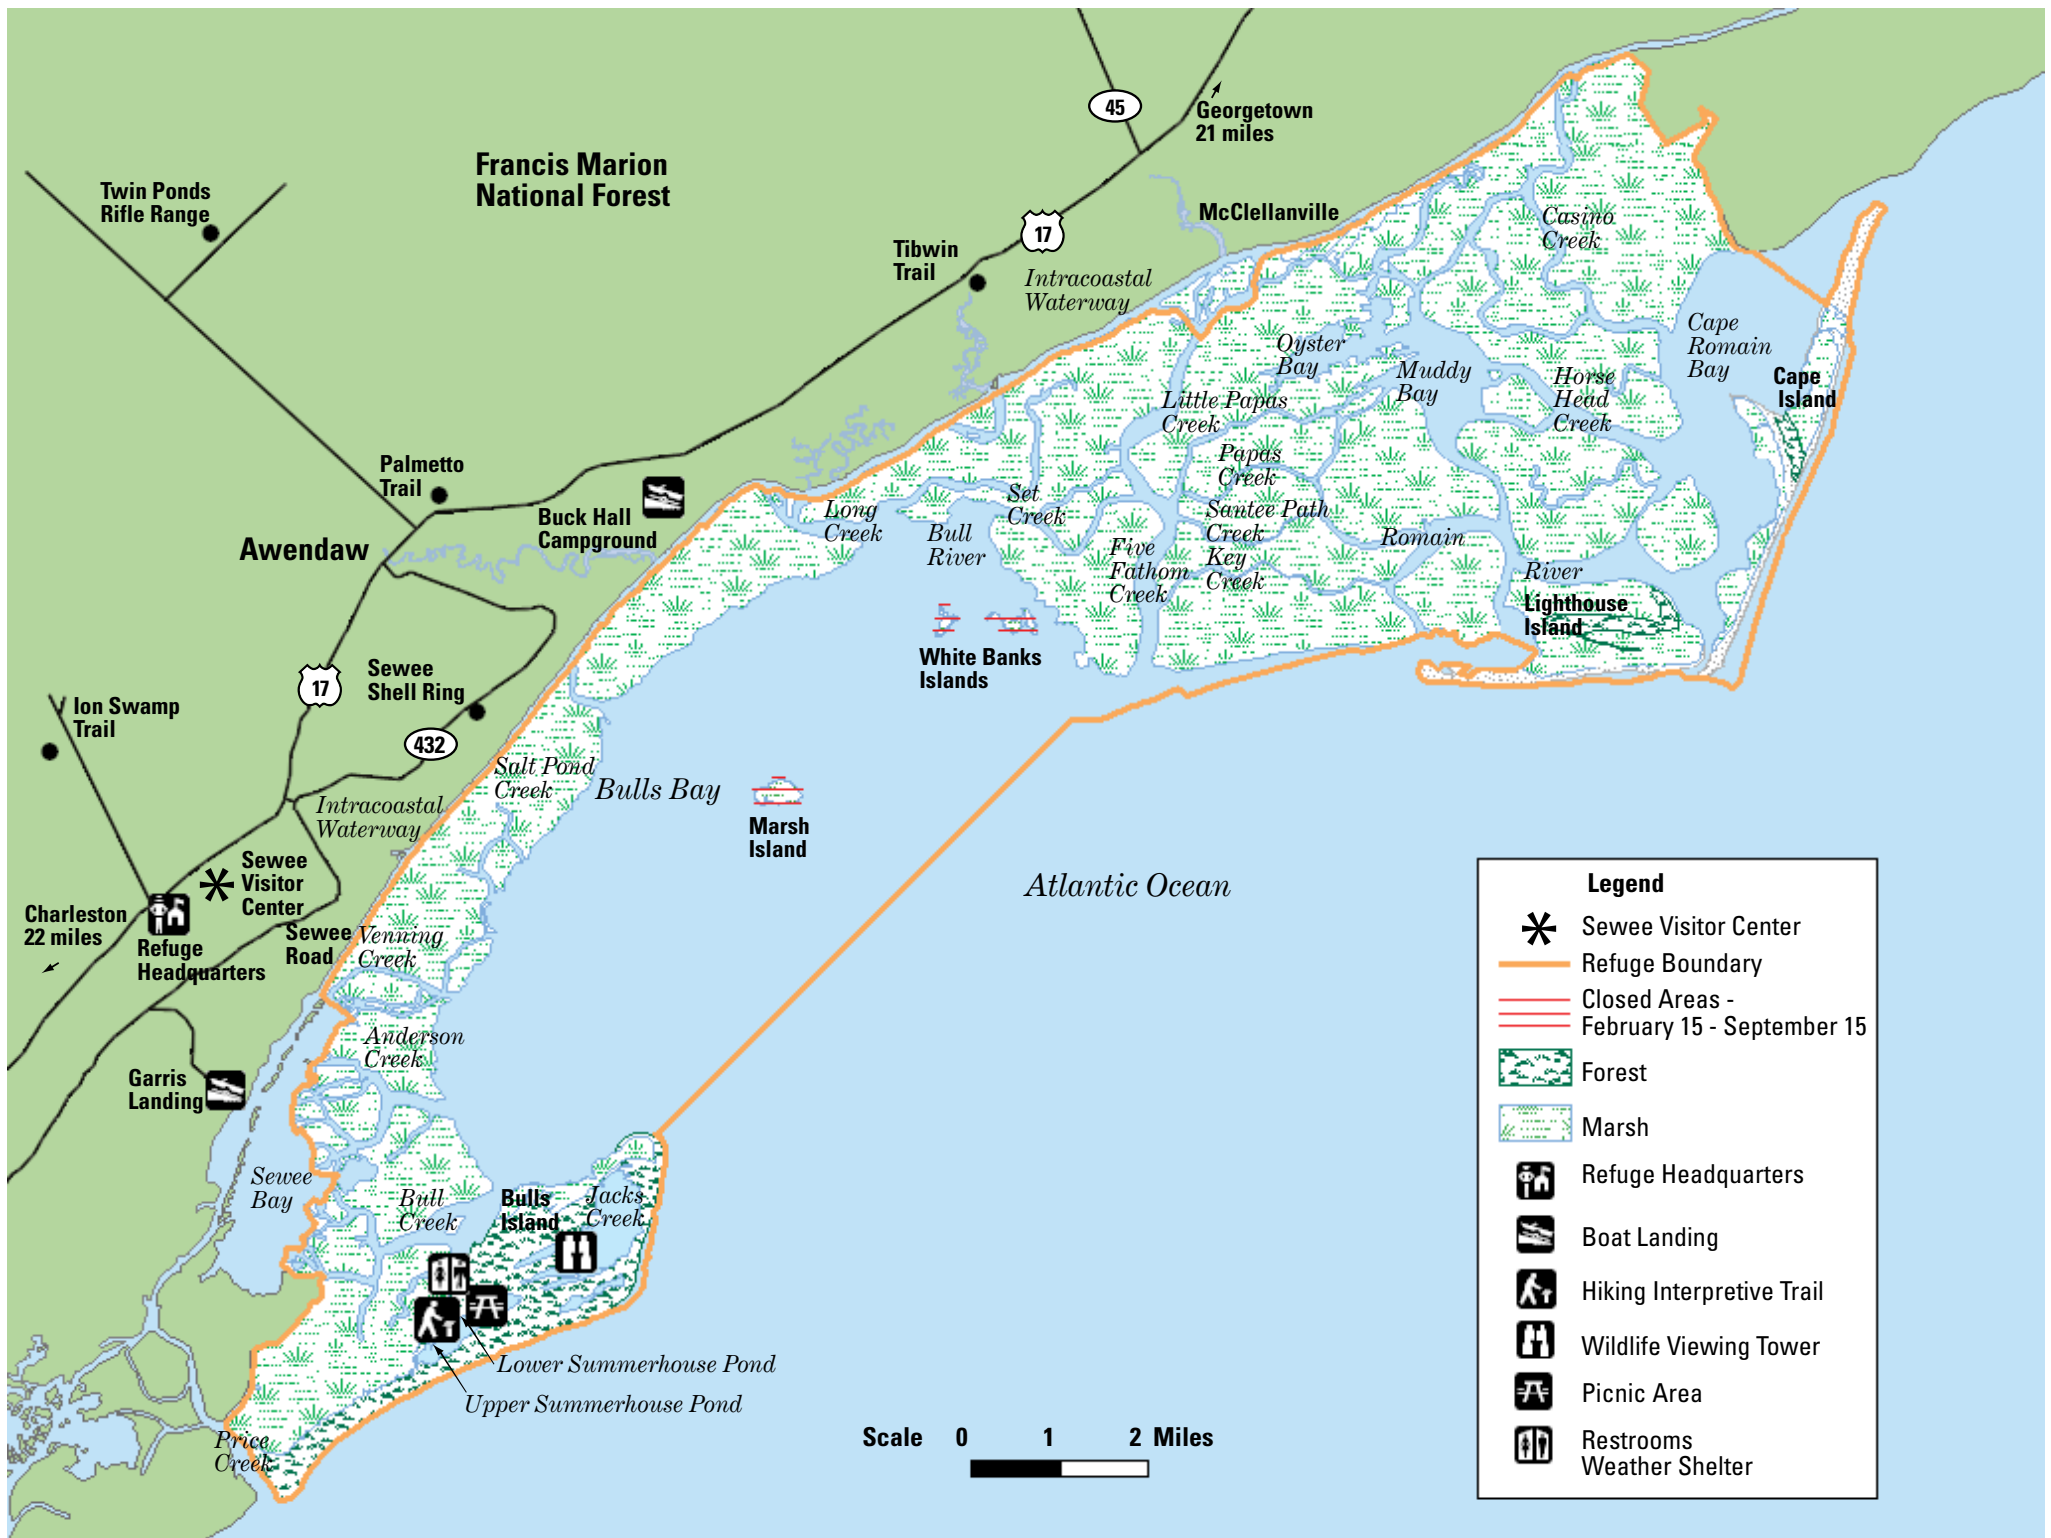 45
Georgetown
21 miles
Francis Marion
National Forest
Twin Ponds
Rifle Range
McClellanville
Casino
Creek
17
Tibwin
Trail
Intracoastal
Waterway
Cape
Romain
Bay
Oyster
Bay
Muddy
Bay
Horse
Head
Creek
Cape
Island
Little Papas
Creek
Palmetto
Trail
Papas
Creek
Buck Hall
Campground
Long
Creek
Set
Creek
Santee Path
Creek
Bull
River
Romain
Awendaw
Five
Fathom
Creek
Key
Creek
River
Lighthouse
Island
White Banks
Islands
Sewee
Shell Ring
17
Ion Swamp
Trail
432
Salt Pond
Creek
Bulls Bay
Intracoastal
Waterway
Marsh
Island
Sewee
Visitor
Center
Atlantic Ocean
Charleston
22 miles
Refuge
Headquarters
Sewee
Road
Venning
Creek
Anderson
Creek
Garris
Landing
Sewee
Bay
Bull
Creek
Bulls
Island
Jacks
Creek
Lower Summerhouse Pond
Upper Summerhouse Pond
Price
Creek
Scale 0 1 2 Miles
Legend
Sewee Visitor Center
Refuge Boundary
Closed Areas -
February 15 - September 15
Forest
Marsh
Refuge Headquarters
Boat Landing
Hiking Interpretive Trail
Wildlife Viewing Tower
Picnic Area
Restrooms
Weather Shelter